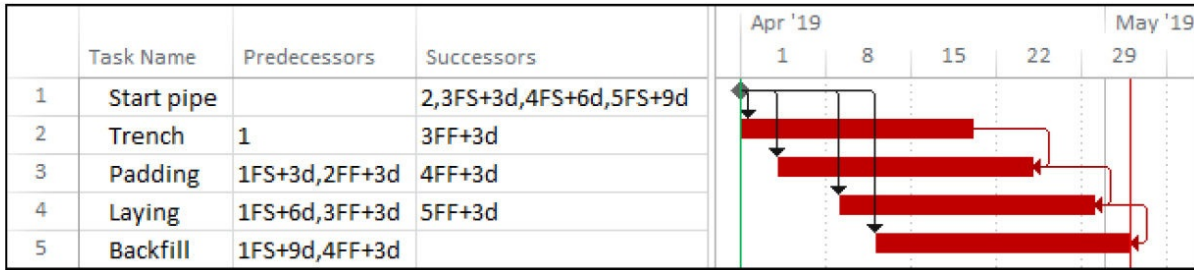 Apr '19 May '19
Task Name Predecessors Successors 1 8 15 22 29
1 Start pipe 2,3FS+3d,4FS+6d,5FS+9d
2 Trench 1 3FF+3d
3 Padding 1FS+3d,2FF+3d 4FF+3d
4 Laying 1FS+6d,3FF+3d 5FF+3d
5 Backfill 1FS+9d,4FF+3d